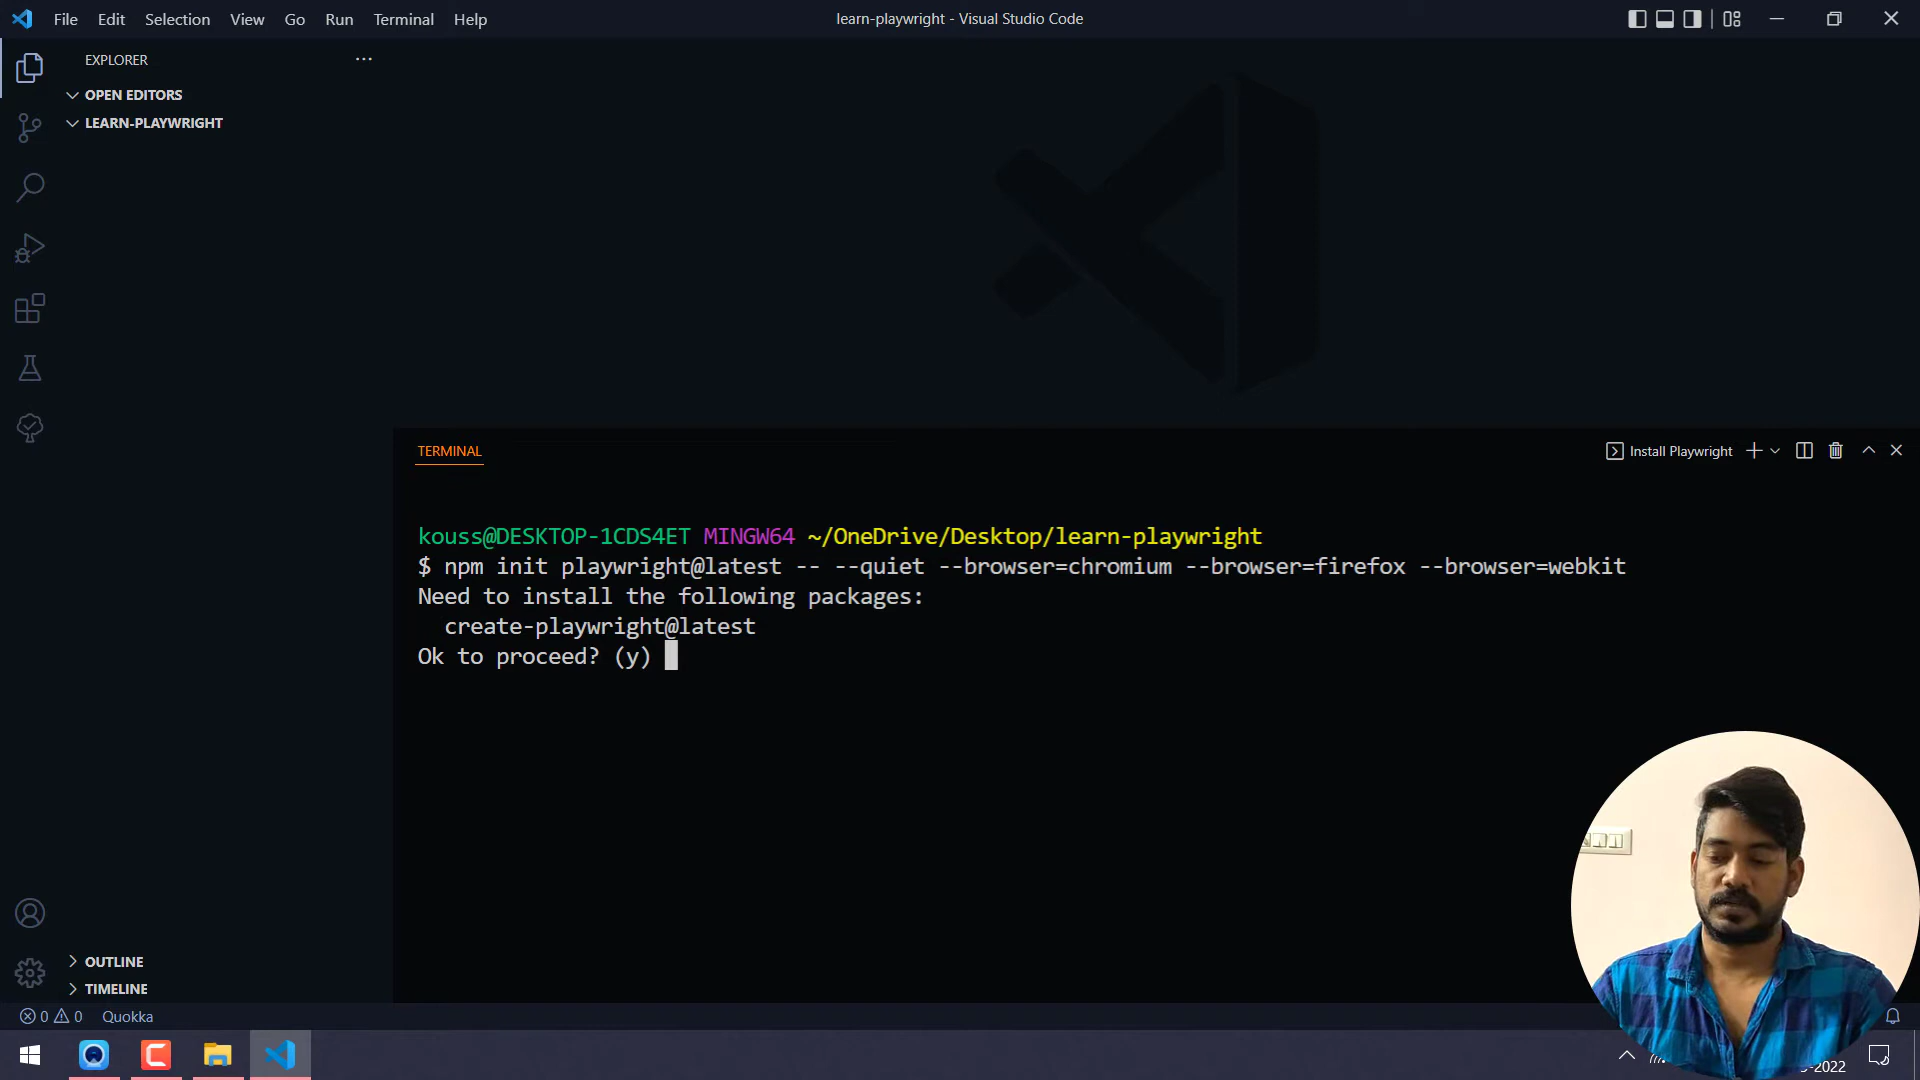 File Edit Selection View Go Run Terminal Help
learn-playwright - Visual Studio Code
EXPLORER
OPEN EDITORS
LEARN-PLAYWRIGHT
TERMINAL
Install Playwright
kouss@DESKTOP-1CDS4ET MINGW64 ~/OneDrive/Desktop/learn-playwright
$ npm init playwright@latest -- --quiet --browser=chromium --browser=firefox --browser=webkit
Need to install the following packages:
create-playwright@latest
Ok to proceed? (y)
OUTLINE
TIMELINE
0 0 Quokka
-2022